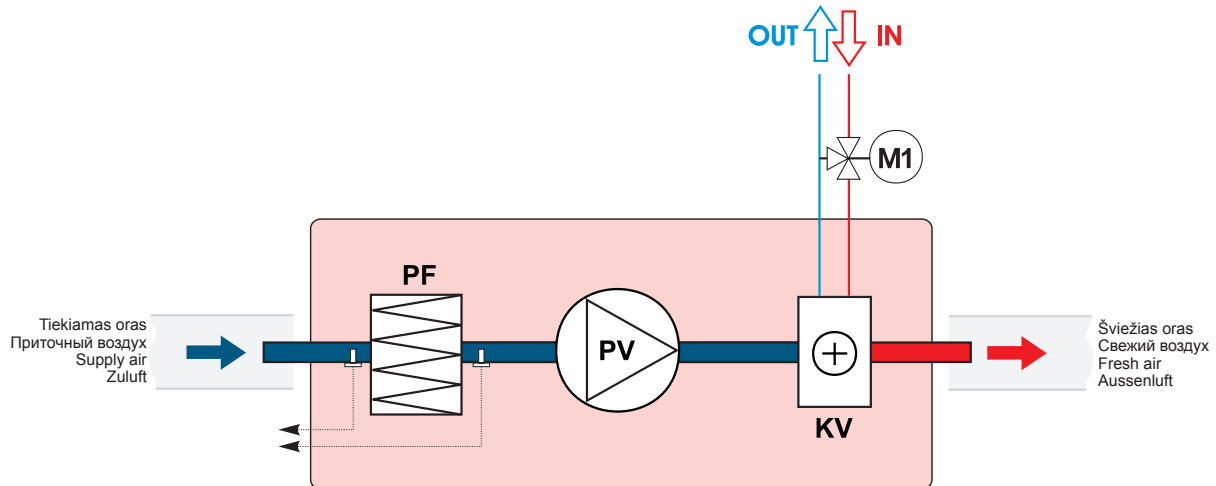 OUT IN
M1
PF
PV
KV
Tiekiamas oras
Приточный воздух
Supply air
Zuluft
Šviežias oras
Свежий воздух
Fresh air
Aussenluft